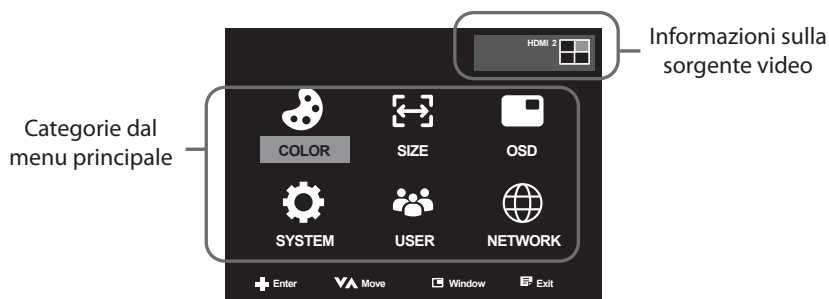 HDMI 2
Informazioni sulla
sorgente video
Categorie dal
menu principale
COLOR SIZE OSD
SYSTEM USER NETWORK
Enter Move Window Exit